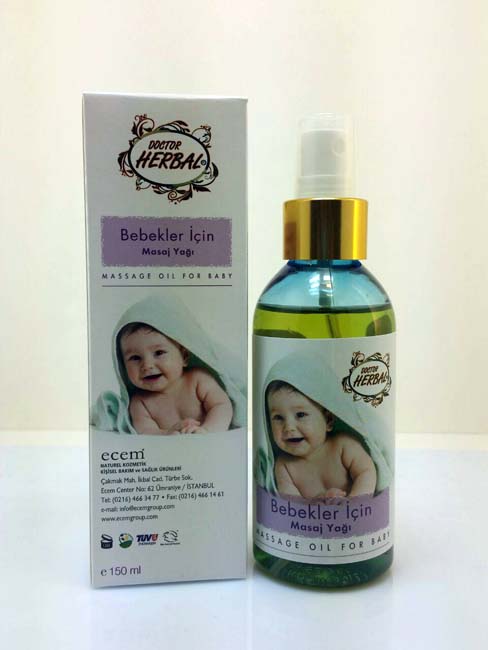 DOCTOR
HERBAL
Bebekler İçin
Masaj Yağı
MASSAGE OIL FOR BABY
ecem
NATUREL KOZMETİK
KİŞİSEL BAKIM ve SAĞLIK ÜRÜNLERİ
Çakmak Mah. İkbal Cad. Türbe Sok.
Ecem Center No: 62 Ümraniye / İSTANBUL
Tel: (0216) 466 34 77 • Fax: (0216) 466 14 61
e-mail: info@ecemgroup.com
www.ecemgroup.com
TUV
e 150 ml
DOCTOR
HERBAL
Bebekler İçin
Masaj Yağı
MASSAGE OIL FOR BABY